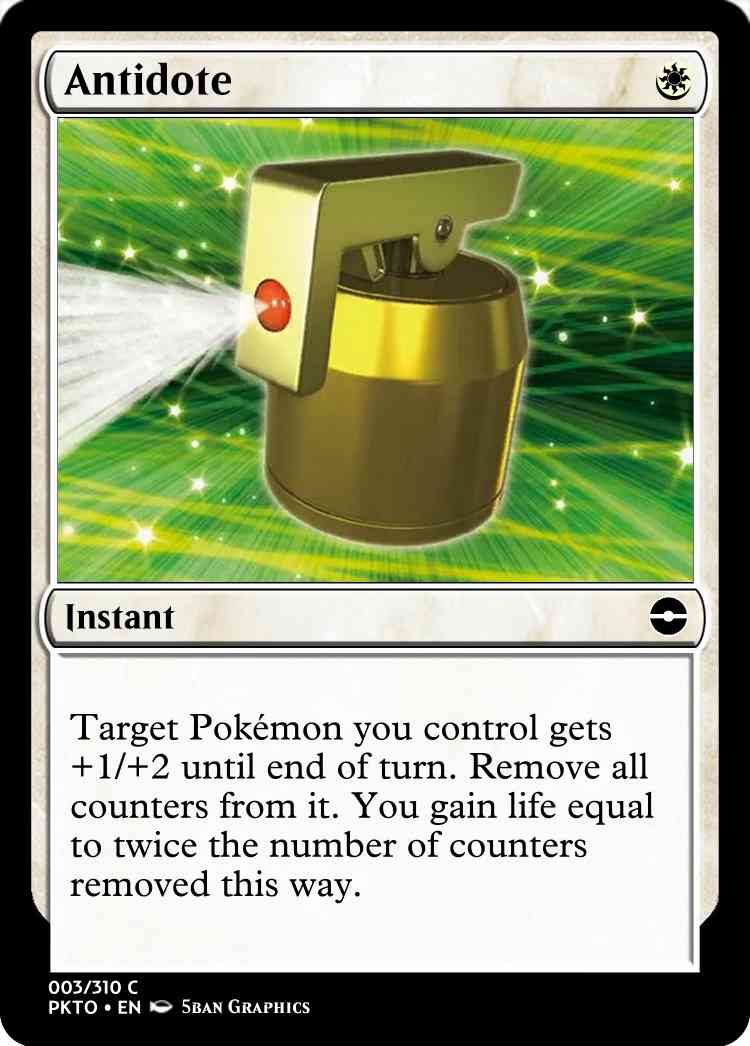 Antidote
Instant
Target Pokémon you control gets
+1/+2 until end of turn. Remove all
counters from it. You gain life equal
to twice the number of counters
removed this way.
003/310 C
PKTO • EN 5ban Graphics